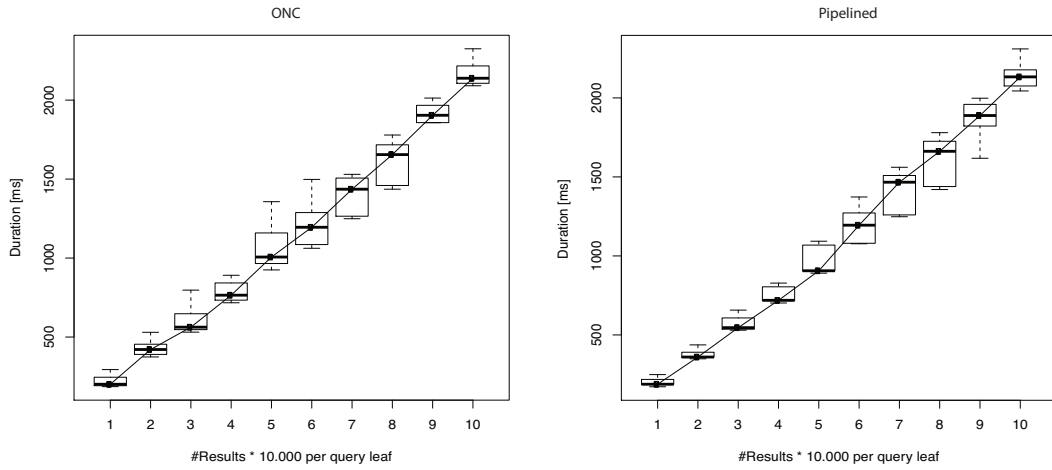 ONC
Duration [ms]
2000
1500
1000
500
1 2 3 4 5 6 7 8 9 10
#Results * 10.000 per query leaf
Pipelined
Duration [ms]
2000
1500
1000
500
1 2 3 4 5 6 7 8 9 10
#Results * 10.000 per query leaf